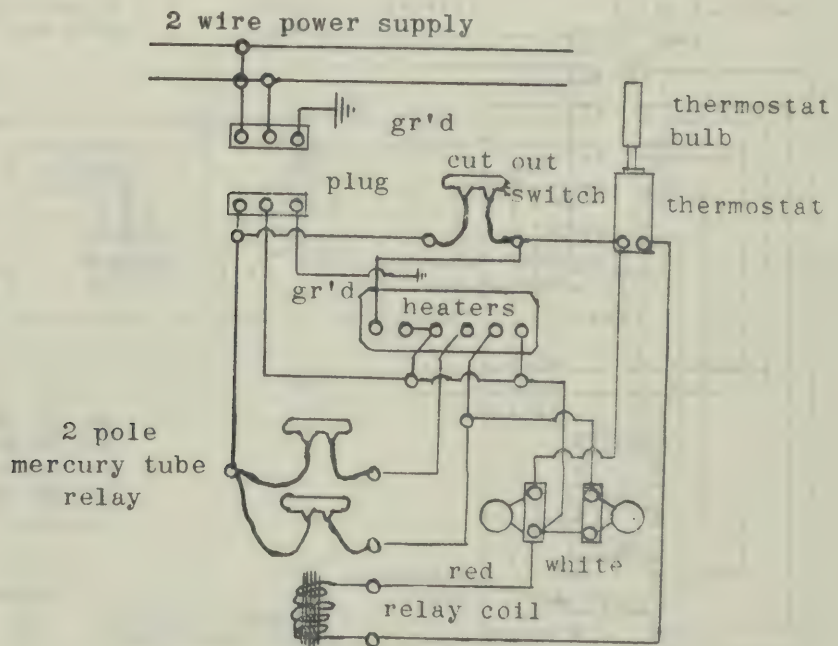 2 wire power supply
gr'd
thermostat
bulb
plug
cut out
switch
thermostat
gr'd
heaters
2 pole
mercury tube
relay
red
white
relay coil